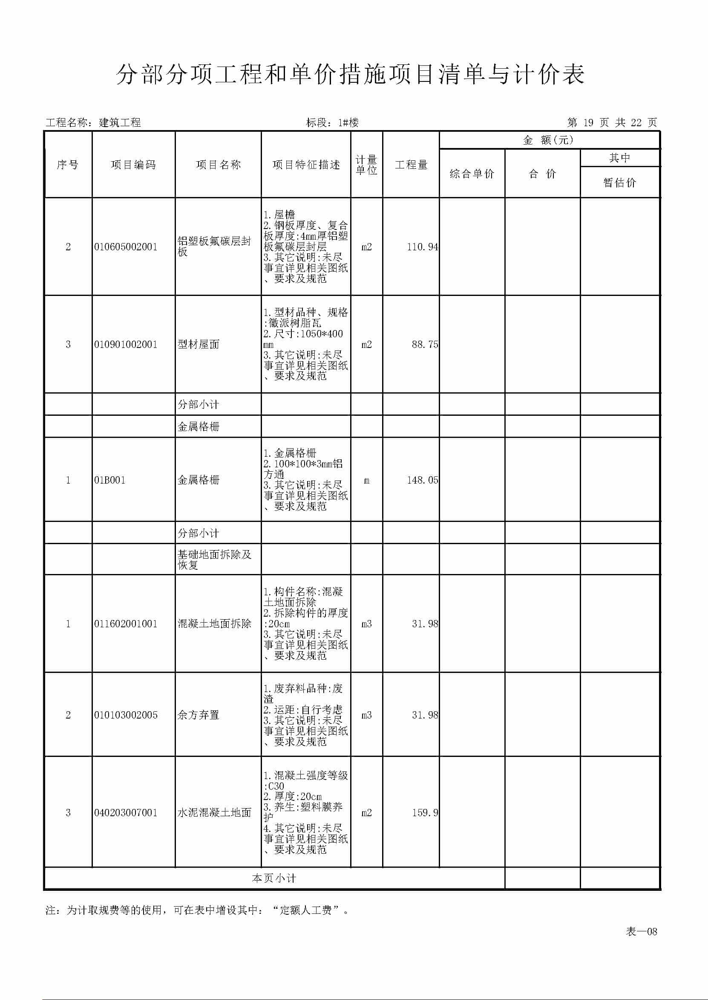 分部分项工程和单价措施项目清单与计价表
工程名称：建筑工程 标段：1#楼 第 19 页 共 22 页
序号 项目编码 项目名称 项目特征描述 计量单位 工程量 金 额(元)
综合单价 合 价 其中
暂估价
2 010605002001 铝塑板氟碳层封板
1.屋檐
2.钢板厚度、复合
板厚度:4mm厚铝塑
板氟碳层封层
3.其它说明:未尽
事宜详见相关图纸
、要求及规范
m2 110.94
3 010901002001 型材屋面
1.型材品种、规格
:徽派树脂瓦
2.尺寸:1050*400
mm
3.其它说明:未尽
事宜详见相关图纸
、要求及规范
m2 88.75
分部小计
金属格栅
1 01B001 金属格栅
1.金属格栅
2.100*100*3mm铝
方通
3.其它说明:未尽
事宜详见相关图纸
、要求及规范
m 148.05
分部小计
基础地面拆除及
恢复
1 011602001001 混凝土地面拆除
1.构件名称:混凝
土地面拆除
2.拆除构件的厚度
:20cm
3.其它说明:未尽
事宜详见相关图纸
、要求及规范
m3 31.98
2 010103002005 余方弃置
1.废弃料品种:废
渣
2.运距:自行考虑
3.其它说明:未尽
事宜详见相关图纸
、要求及规范
m3 31.98
3 040203007001 水泥混凝土地面
1.混凝土强度等级
:C30
2.厚度:20cm
3.养生:塑料膜养
护
4.其它说明:未尽
事宜详见相关图纸
、要求及规范
m2 159.9
本页小计
注：为计取规费等的使用，可在表中增设其中：“定额人工费”。
表—08